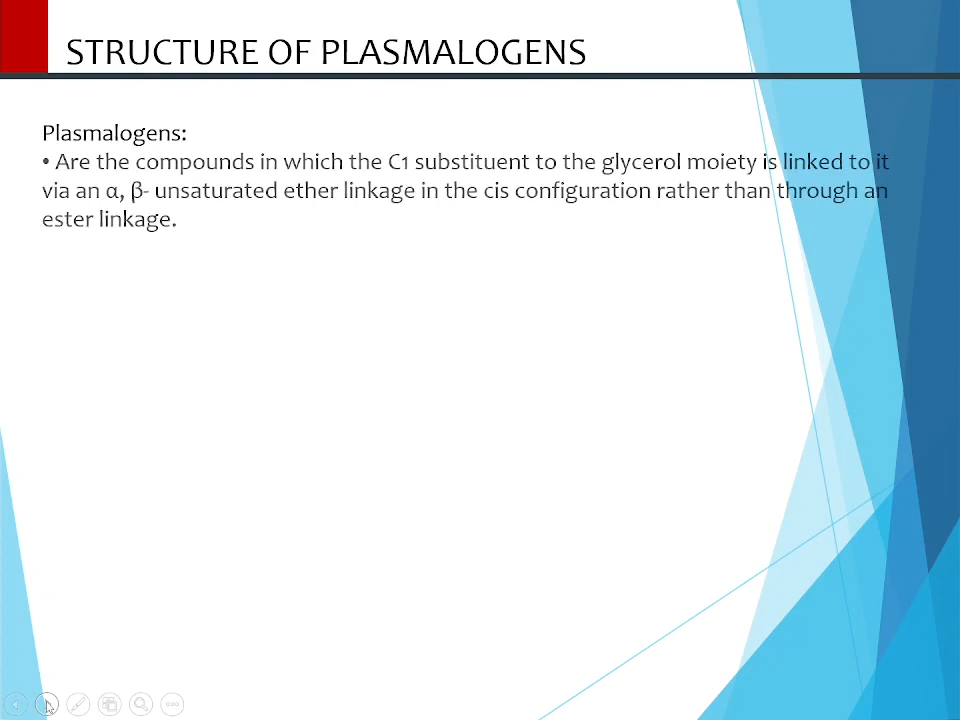 STRUCTURE OF PLASMALOGENS
Plasmalogens:
• Are the compounds in which the C1 substituent to the glycerol moiety is linked to it
via an α, β- unsaturated ether linkage in the cis configuration rather than through an
ester linkage.